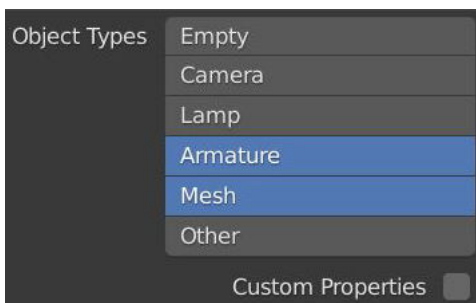 Object Types Empty
Camera
Lamp
Armature
Mesh
Other
Custom Properties